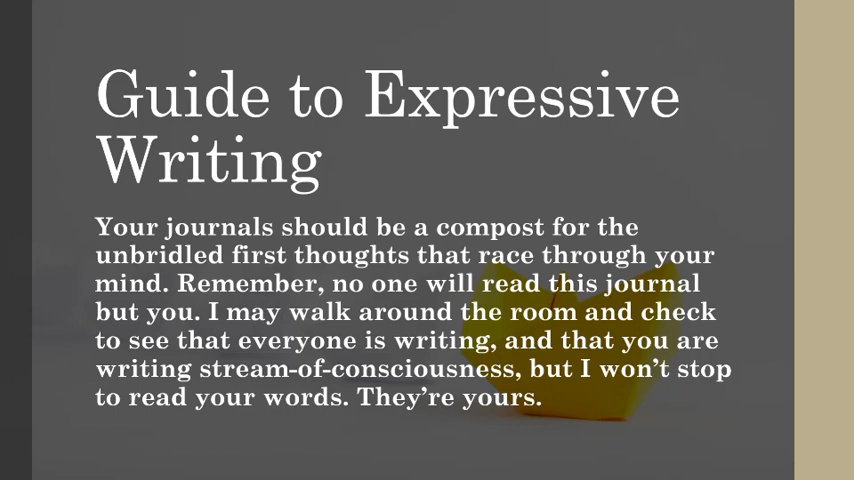 Guide to Expressive
Writing
Your journals should be a compost for the
unbridled first thoughts that race through your
mind. Remember, no one will read this journal
but you. I may walk around the room and check
to see that everyone is writing, and that you are
writing stream-of-consciousness, but I won’t stop
to read your words. They’re yours.